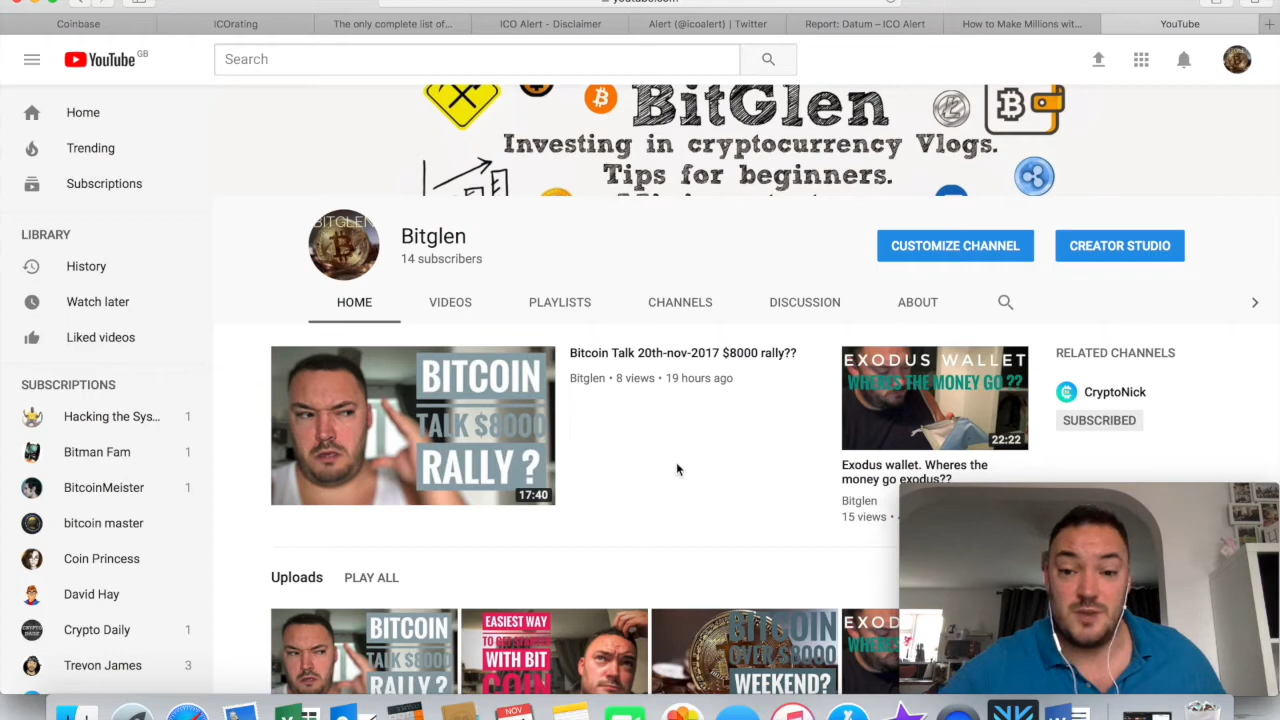 youtube.com
Coinbase
ICOrating
The only complete list of...
ICO Alert - Disclaimer
Alert (@icoalert) | Twitter
Report: Datum – ICO Alert
How to Make Millions wit...
YouTube
YouTube GB
Search
Home
Trending
Subscriptions
LIBRARY
History
Watch later
Liked videos
SUBSCRIPTIONS
Hacking the Sys... 1
Bitman Fam 1
BitcoinMeister 1
bitcoin master
Coin Princess
David Hay
Crypto Daily 1
Trevon James 3
BitGlen
Investing in cryptocurrency Vlogs.
Tips for beginners.
BITGLEN
Bitglen
14 subscribers
CUSTOMIZE CHANNEL
CREATOR STUDIO
HOME
VIDEOS
PLAYLISTS
CHANNELS
DISCUSSION
ABOUT
BITCOIN
TALK $8000
RALLY ?
17:40
Bitcoin Talk 20th-nov-2017 $8000 rally??
Bitglen • 8 views • 19 hours ago
EXODUS WALLET
WHERES THE MONEY GO ??
22:22
Exodus wallet. Wheres the
money go exodus??
Bitglen
15 views •
RELATED CHANNELS
CryptoNick
SUBSCRIBED
Uploads
PLAY ALL
BITCOIN
TALK $8000
RALLY ?
EASIEST WAY
WITH BIT
COIN
BITCOIN
OVER $8000
WEEKEND?
EXOD
WHERE
NOV